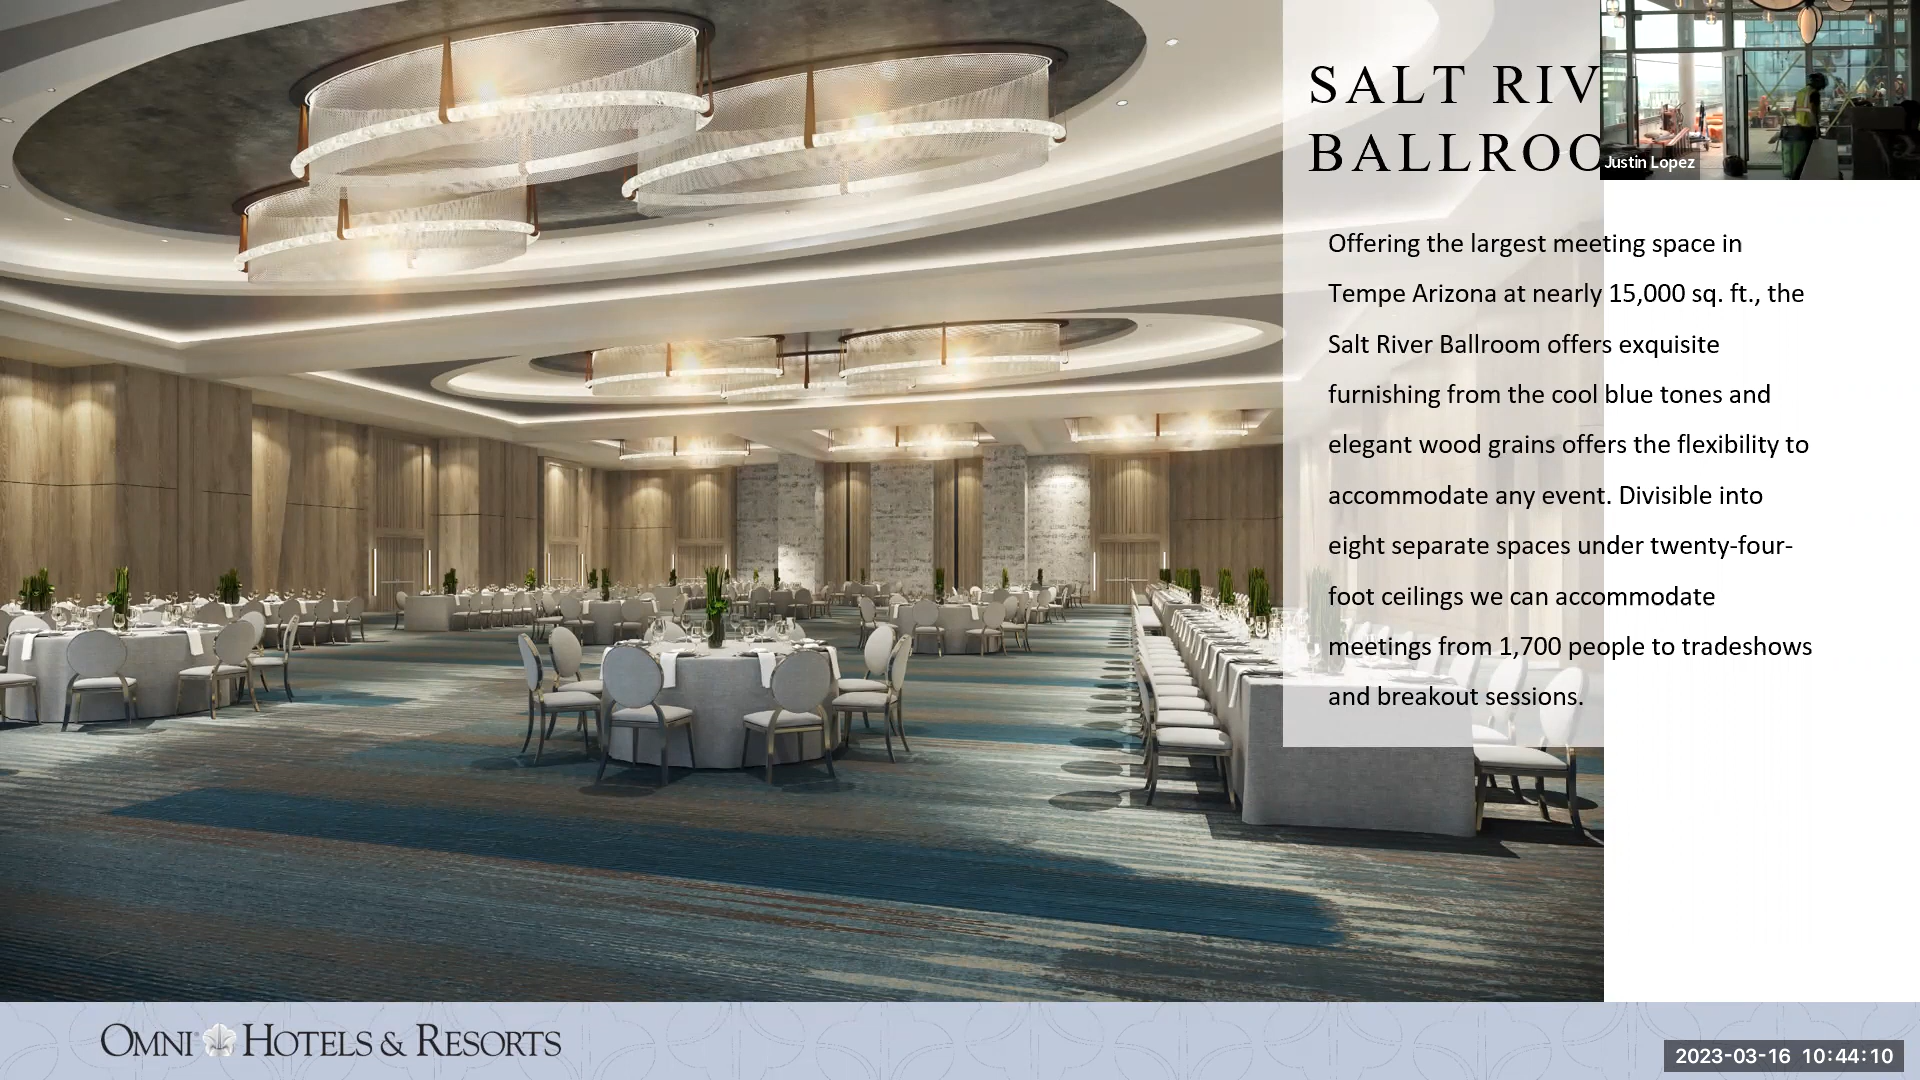 SALT RIV
BALLROO
Justin Lopez
Offering the largest meeting space in
Tempe Arizona at nearly 15,000 sq. ft., the
Salt River Ballroom offers exquisite
furnishing from the cool blue tones and
elegant wood grains offers the flexibility to
accommodate any event. Divisible into
eight separate spaces under twenty-four-
foot ceilings we can accommodate
meetings from 1,700 people to tradeshows
and breakout sessions.
OMNI HOTELS & RESORTS
2023-03-16 10:44:10